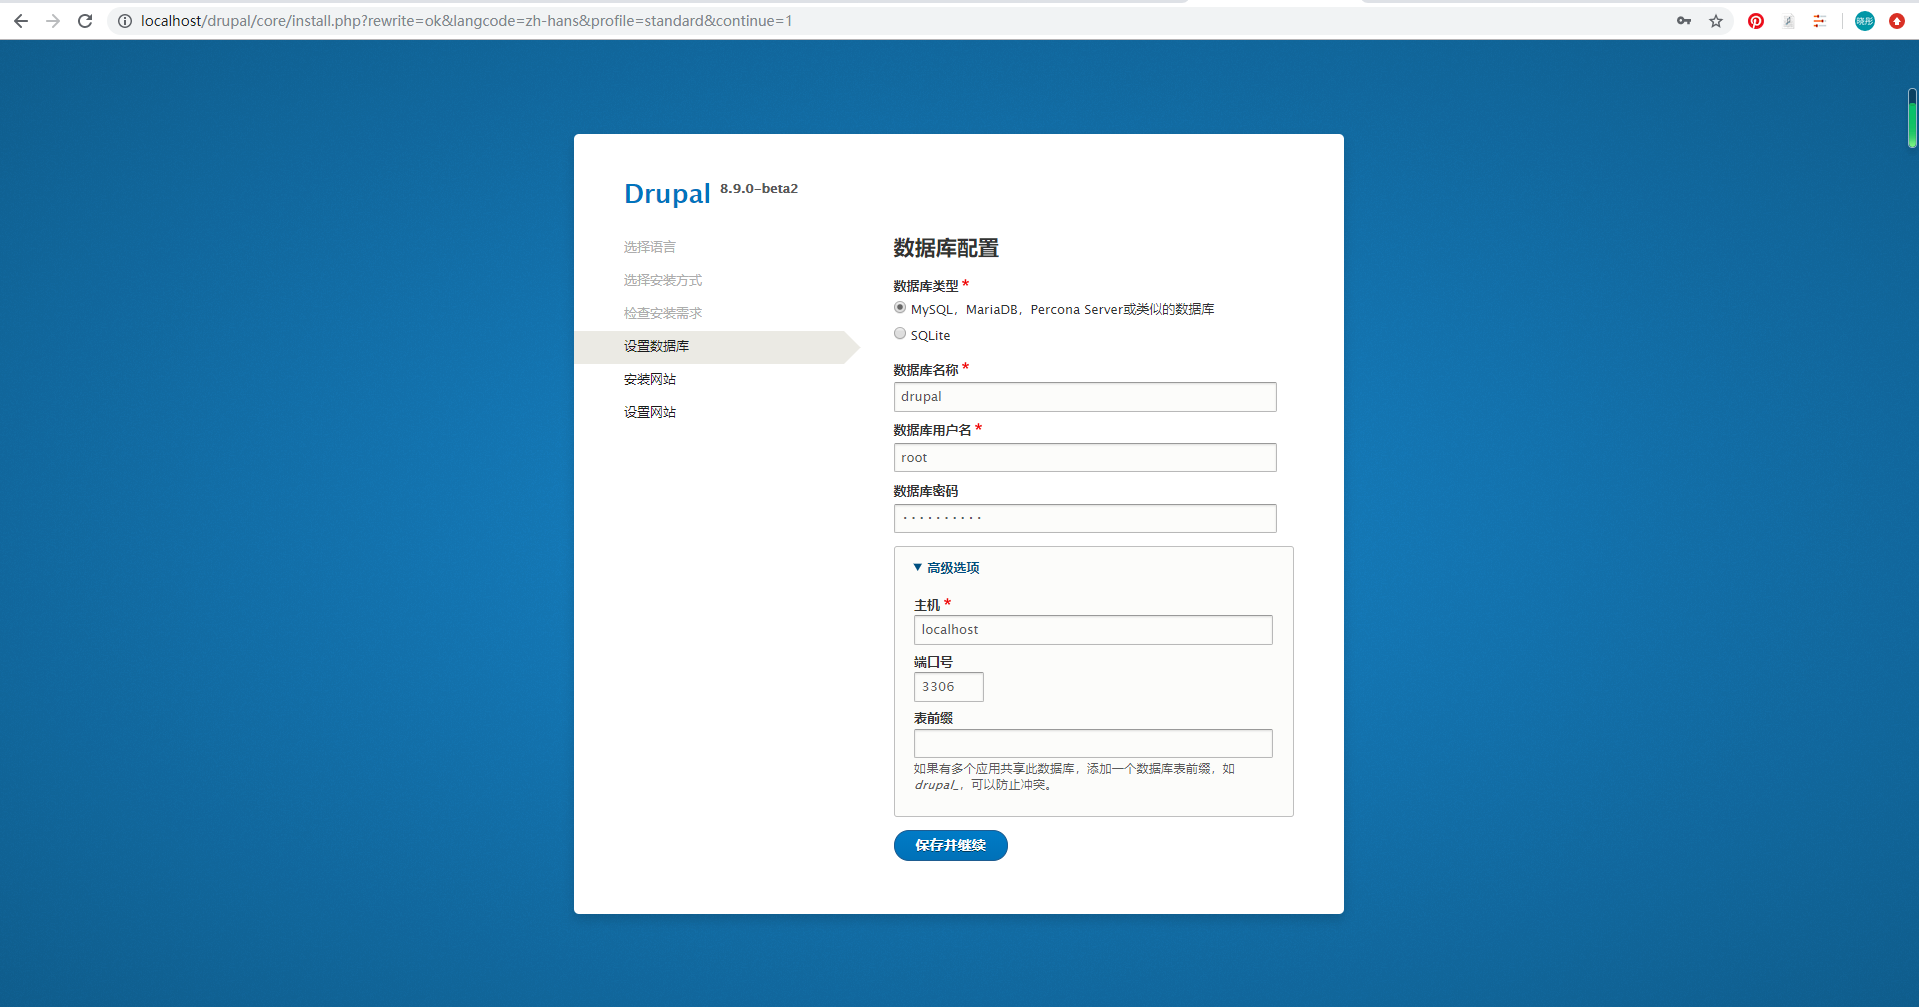 localhost/drupal/core/install.php?rewrite=ok&langcode=zh-hans&profile=standard&continue=1
晓彤
Drupal 8.9.0-beta2
选择语言
选择安装方式
检查安装需求
设置数据库
安装网站
设置网站
数据库配置
数据库类型 *
MySQL，MariaDB，Percona Server或类似的数据库
SQLite
数据库名称 *
drupal
数据库用户名 *
root
数据库密码
··········
▼ 高级选项
主机 *
localhost
端口号
3306
表前缀
如果有多个应用共享此数据库，添加一个数据库表前缀，如
drupal_，可以防止冲突。
保存并继续